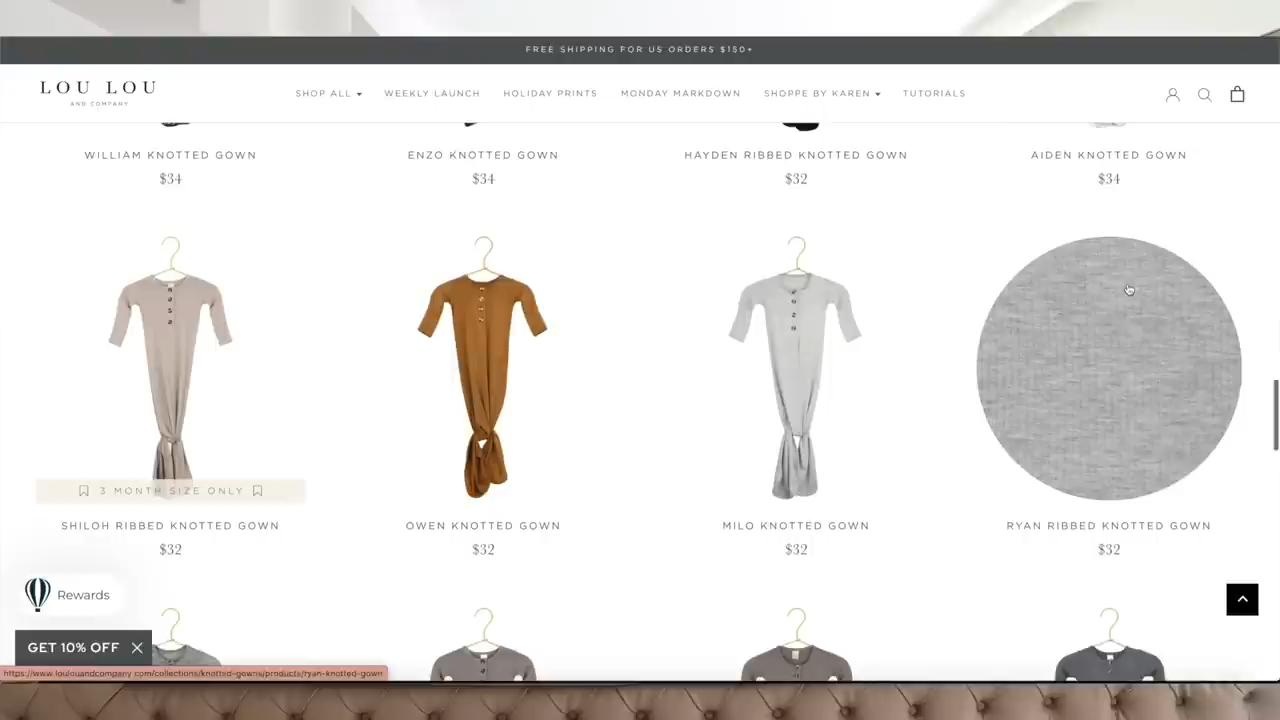 FREE SHIPPING FOR US ORDERS $150+
LOU LOU
AND COMPANY
SHOP ALL
WEEKLY LAUNCH
HOLIDAY PRINTS
MONDAY MARKDOWN
SHOPPE BY KAREN
TUTORIALS
WILLIAM KNOTTED GOWN
$34
ENZO KNOTTED GOWN
$34
HAYDEN RIBBED KNOTTED GOWN
$32
AIDEN KNOTTED GOWN
$34
3 MONTH SIZE ONLY
SHILOH RIBBED KNOTTED GOWN
$32
OWEN KNOTTED GOWN
$32
MILO KNOTTED GOWN
$32
RYAN RIBBED KNOTTED GOWN
$32
Rewards
GET 10% OFF
https://www.loulouandcompany.com/collections/knotted-gowns/products/ryan-knotted-gown